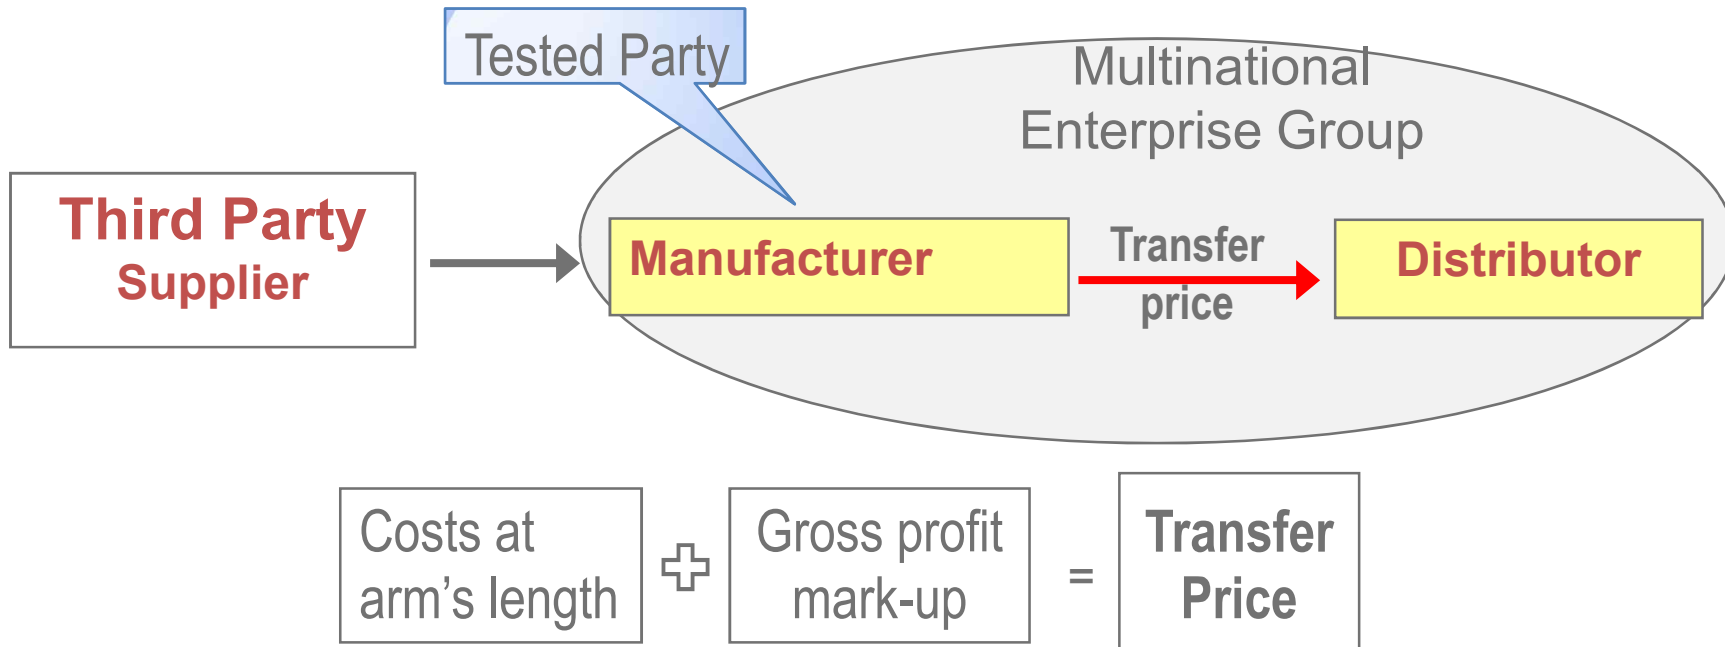 Tested Party
Multinational
Enterprise Group
Third Party
Supplier
Manufacturer
Transfer
price
Distributor
Costs at
arm's length
Gross profit
mark-up
=
Transfer
Price